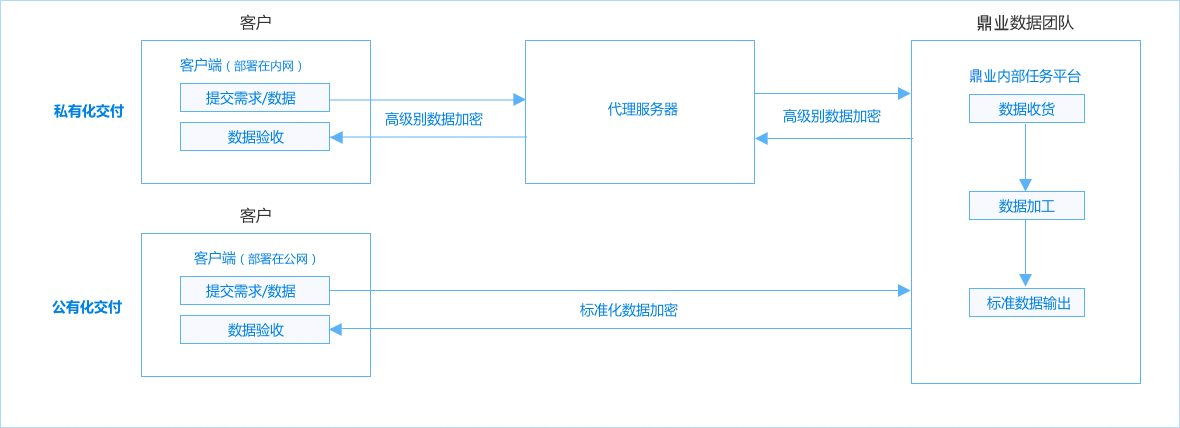 客户
鼎业数据团队
客户端（部署在内网）
提交需求/数据
数据验收
私有化交付
高级别数据加密
代理服务器
高级别数据加密
鼎业内部任务平台
数据收货
数据加工
标准数据输出
客户
客户端（部署在公网）
提交需求/数据
数据验收
公有化交付
标准化数据加密